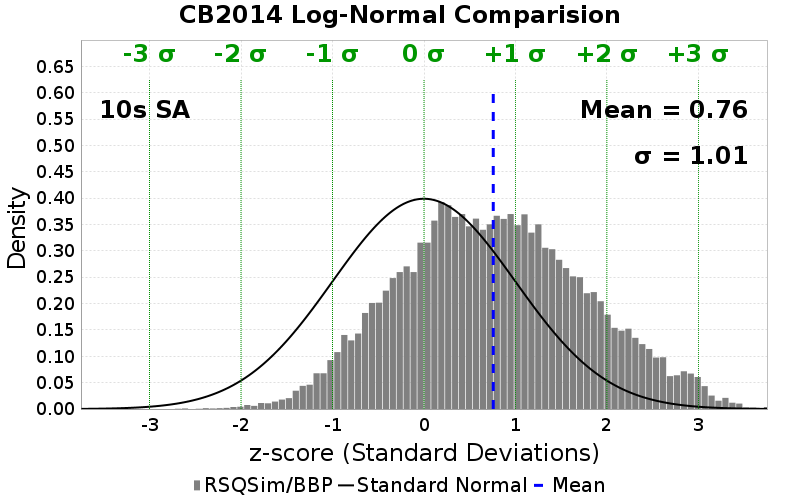 CB2014 Log-Normal Comparision
-3 σ -2 σ -1 σ 0 σ +1 σ +2 σ +3 σ
10s SA
Mean = 0.76
σ = 1.01
Density
0.65
0.60
0.55
0.50
0.45
0.40
0.35
0.30
0.25
0.20
0.15
0.10
0.05
0.00
-3 -2 -1 0 1 2 3
z-score (Standard Deviations)
RSQSim/BBP Standard Normal Mean